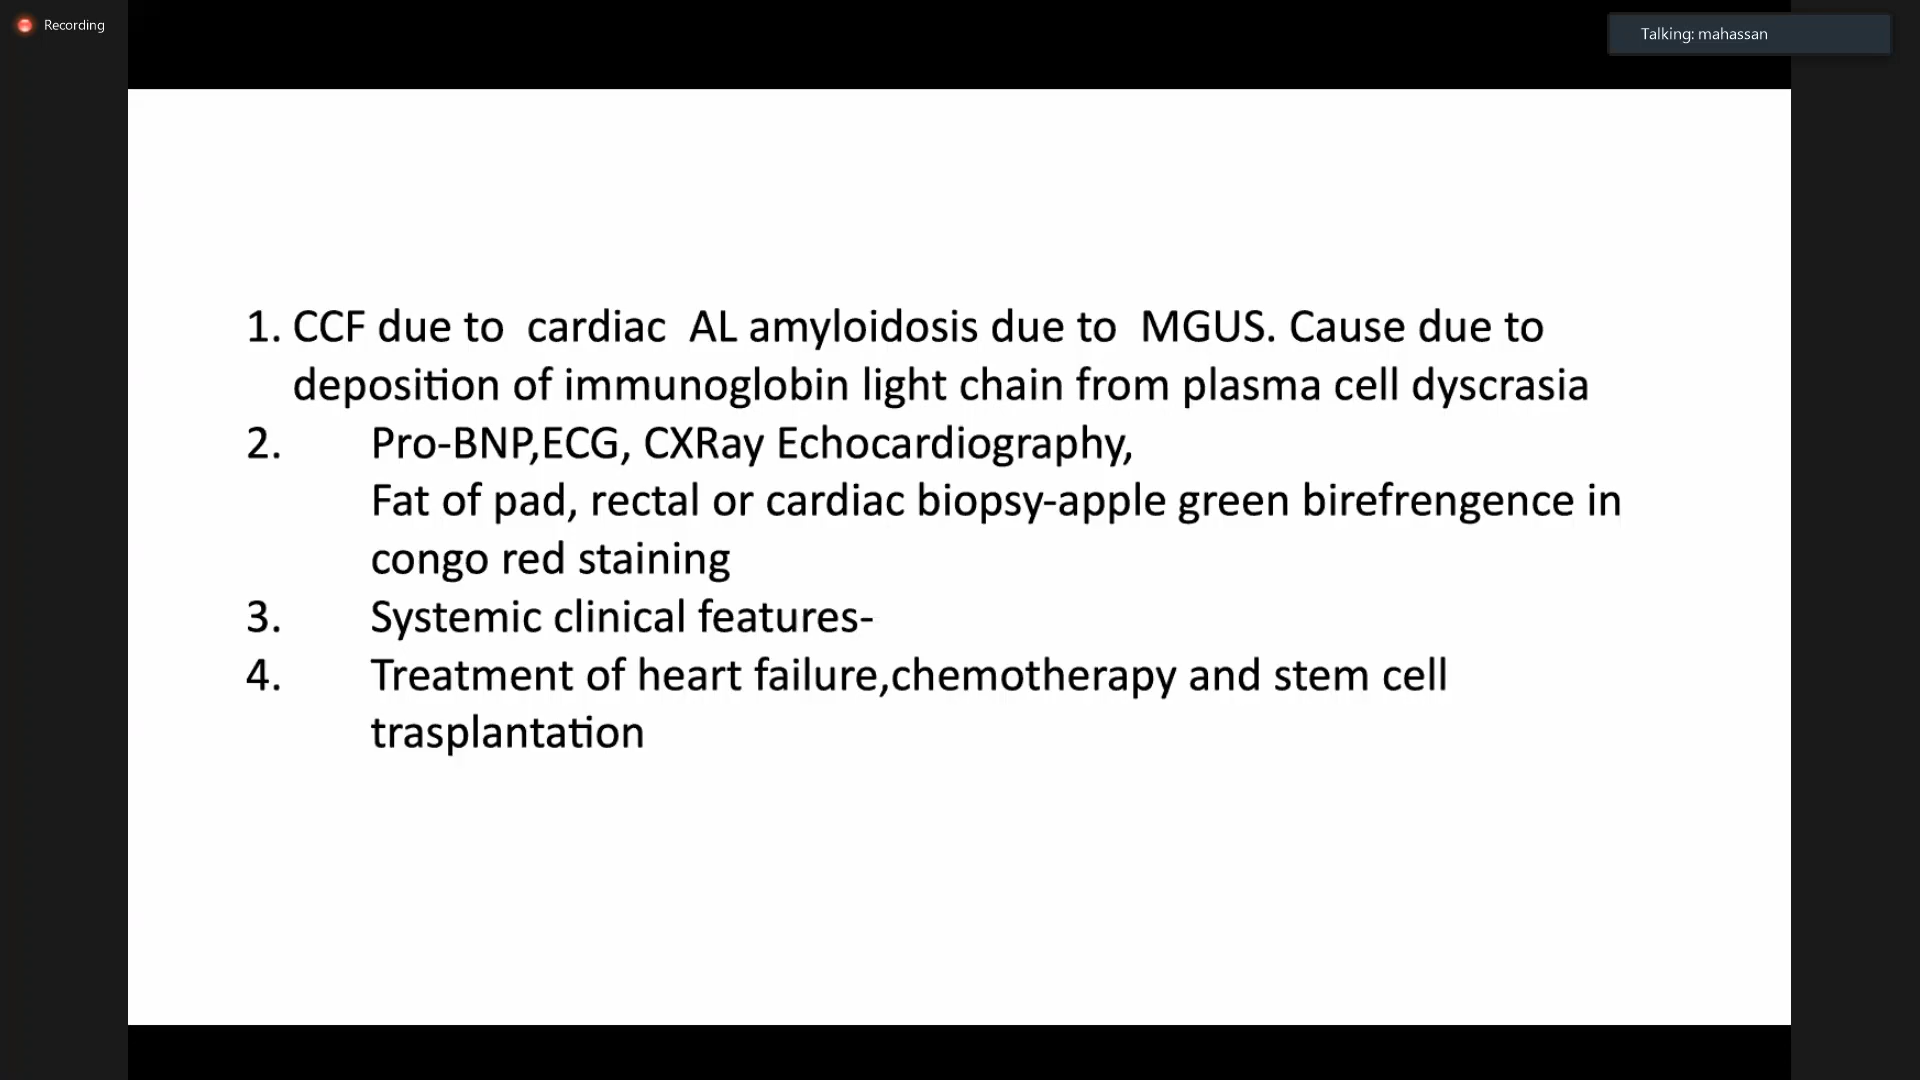 Recording
Talking: mahassan
1. CCF due to cardiac AL amyloidosis due to MGUS. Cause due to
deposition of immunoglobin light chain from plasma cell dyscrasia
2. Pro-BNP,ECG, CXRay Echocardiography,
Fat of pad, rectal or cardiac biopsy-apple green birefrengence in
congo red staining
3. Systemic clinical features-
4. Treatment of heart failure,chemotherapy and stem cell
trasplantation